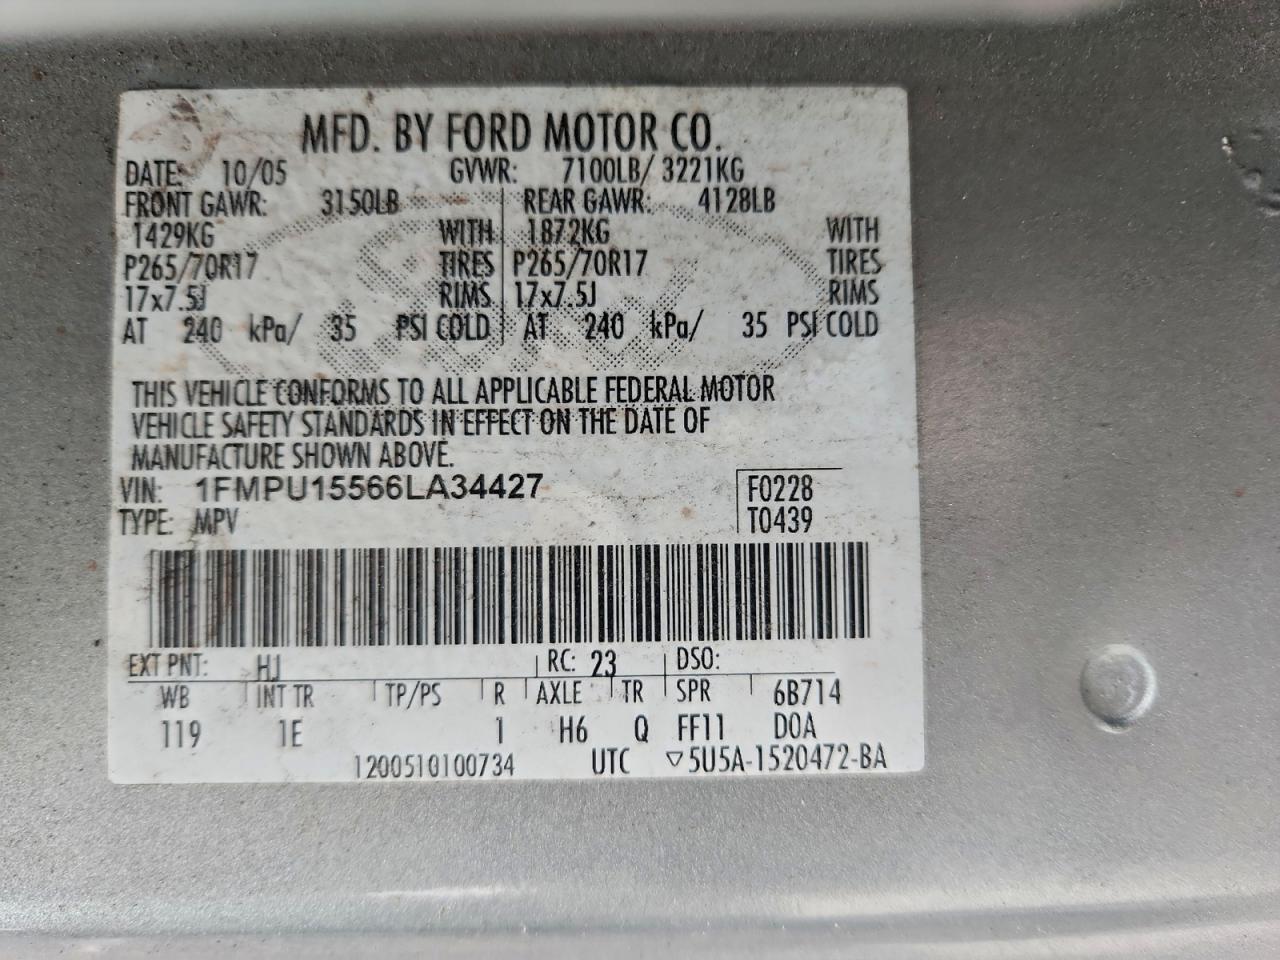 MFD. BY FORD MOTOR CO.
DATE: 10/05 GVWR: 7100LB/ 3221KG
FRONT GAWR: 3150LB REAR GAWR: 4128LB
1429KG WITH 1872KG WITH
P265/70R17 TIRES P265/70R17 TIRES
17x7.5J RIMS 17x7.5J RIMS
AT 240 kPa/ 35 PSI COLD AT 240 kPa/ 35 PSI COLD
THIS VEHICLE CONFORMS TO ALL APPLICABLE FEDERAL MOTOR
VEHICLE SAFETY STANDARDS IN EFFECT ON THE DATE OF
MANUFACTURE SHOWN ABOVE.
VIN: 1FMPU15566LA34427 F0228
TYPE: MPV T0439
EXT PNT: HJ RC: 23 DSO:
WB INT TR TP/PS R AXLE TR SPR 6B714
119 1E 1 H6 Q FF11 DOA
1200510100734 UTC ▽5U5A-1520472-BA